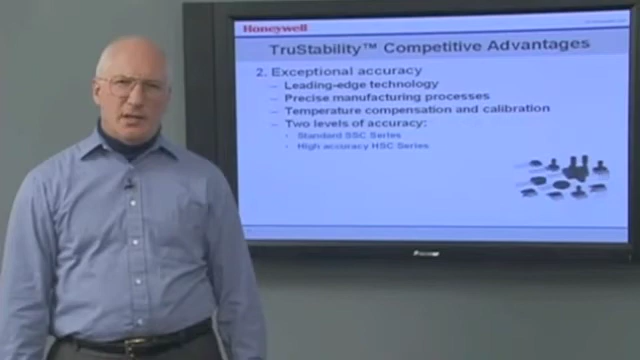 Honeywell
TruStability™ Competitive Advantages
2. Exceptional accuracy
– Leading-edge technology
– Precise manufacturing processes
– Temperature compensation and calibration
– Two levels of accuracy:
· Standard SSC Series
· High accuracy HSC Series